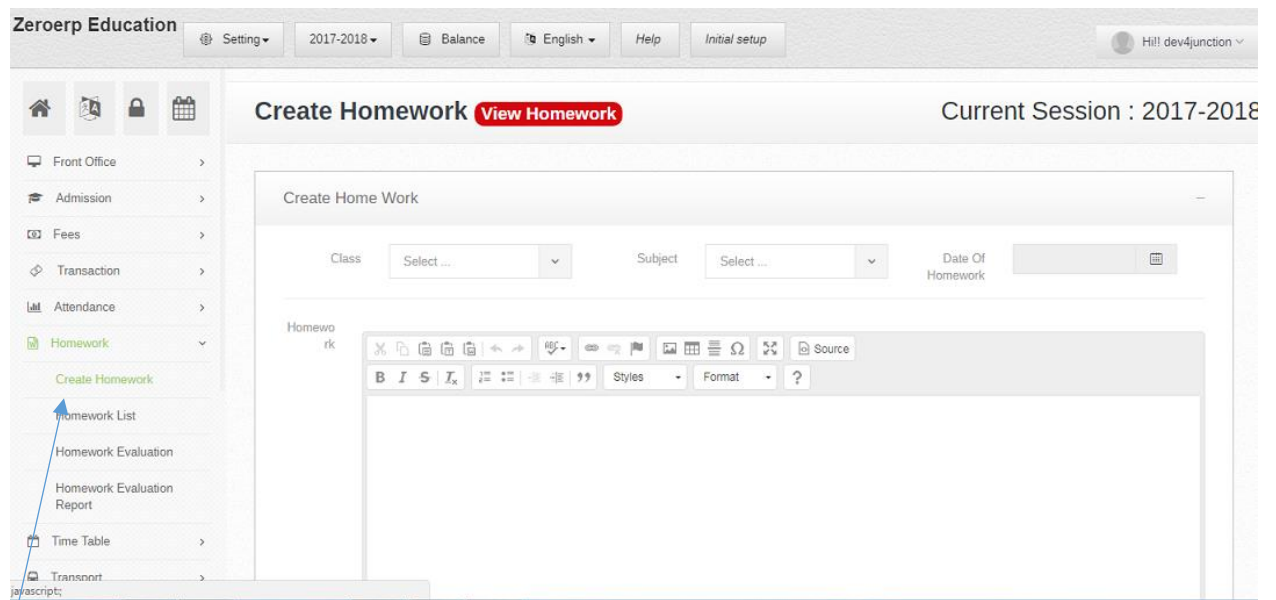 Zeroerp Education
Setting
2017-2018
Balance
English
Help
Initial setup
Hi!! dev4junction
Create Homework View Homework
Current Session : 2017-2018
Front Office
Admission
Fees
Transaction
Attendance
Homework
Create Homework
Homework List
Homework Evaluation
Homework Evaluation
Report
Time Table
Transport
javascript:;
Create Home Work
Class
Select ...
Subject
Select ...
Date Of
Homework
Homewo
rk
ABC
Source
B I S Ix
Styles
Format
?